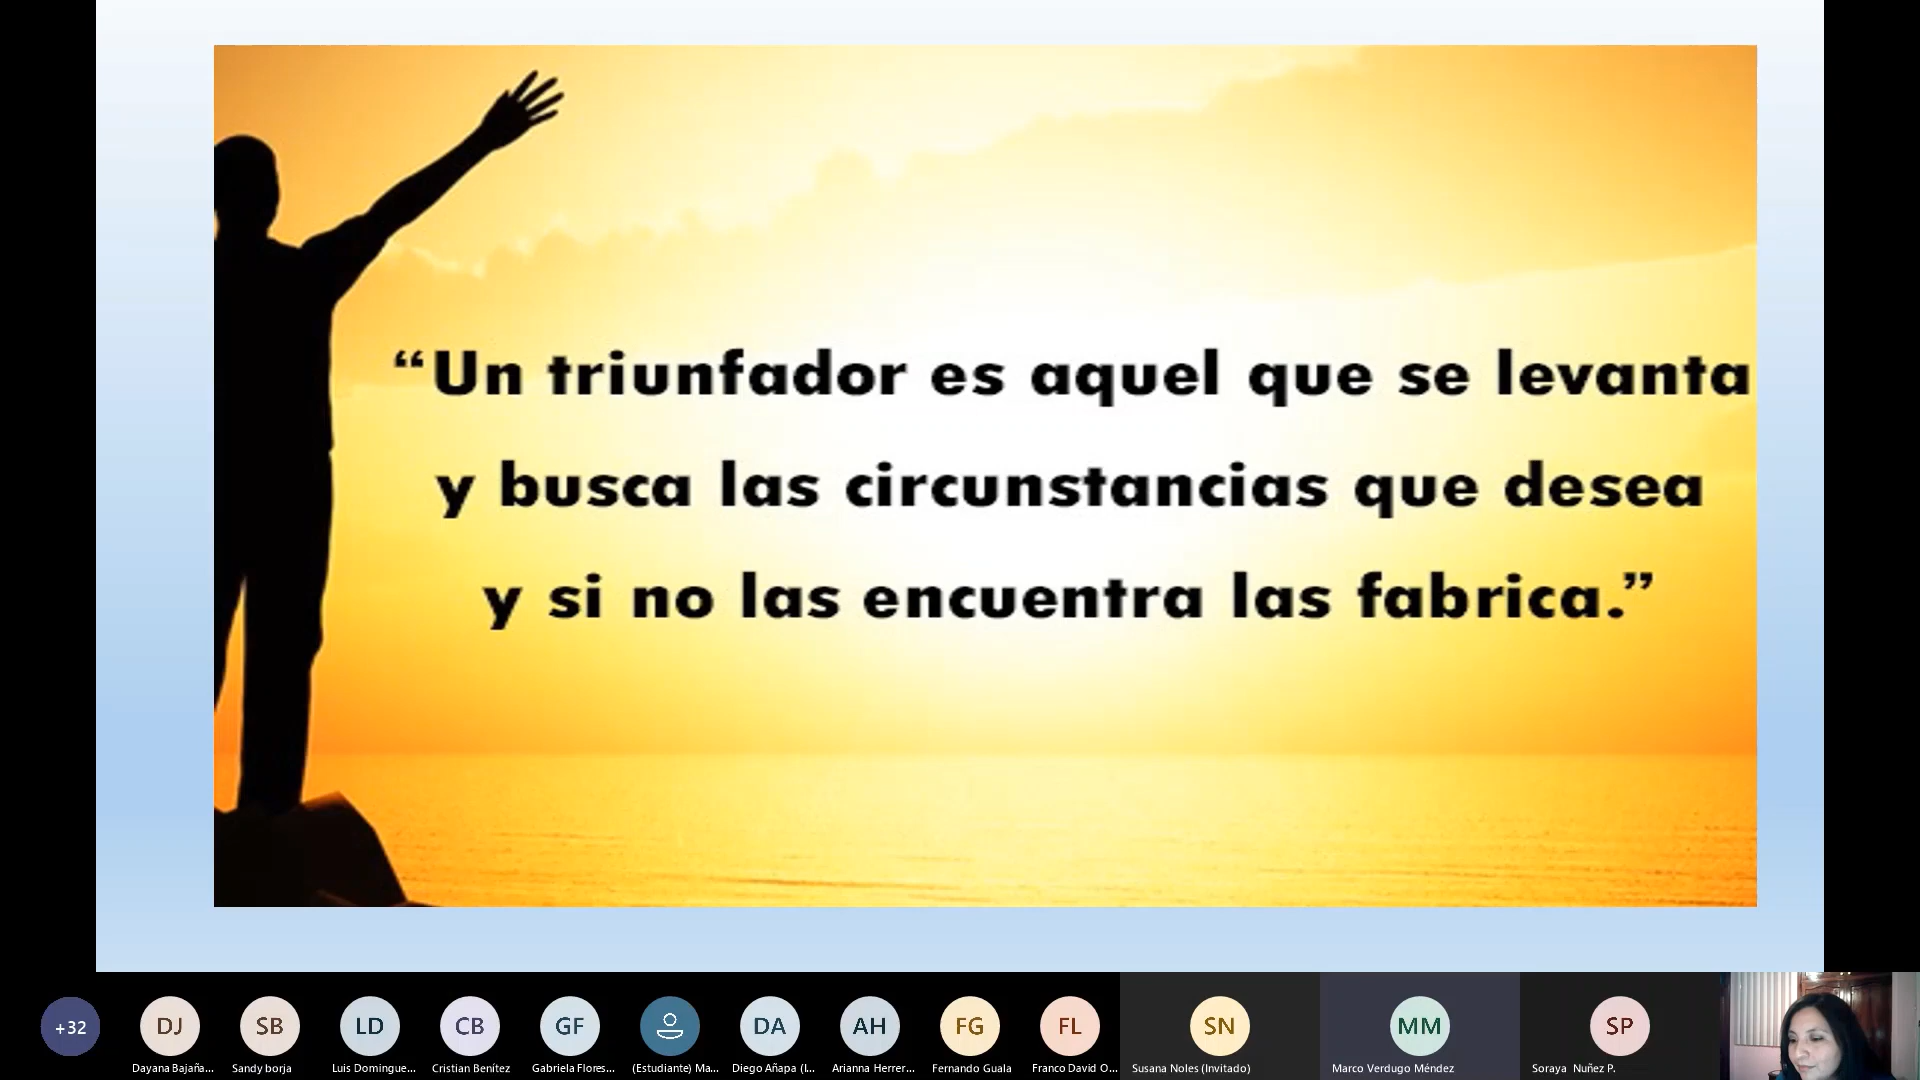 “Un triunfador es aquel que se levanta
y busca las circunstancias que desea
y si no las encuentra las fabrica.”
+32
DJ
SB
LD
CB
GF
DA
AH
FG
FL
SN
MM
SP
Dayana Bajaña...
Sandy borja
Luis Domingue...
Cristian Benítez
Gabriela Flores...
(Estudiante) Ma...
Diego Añapa (I...
Arianna Herrer...
Fernando Guala
Franco David O...
Susana Noles (Invitado)
Marco Verdugo Méndez
Soraya Nuñez P.